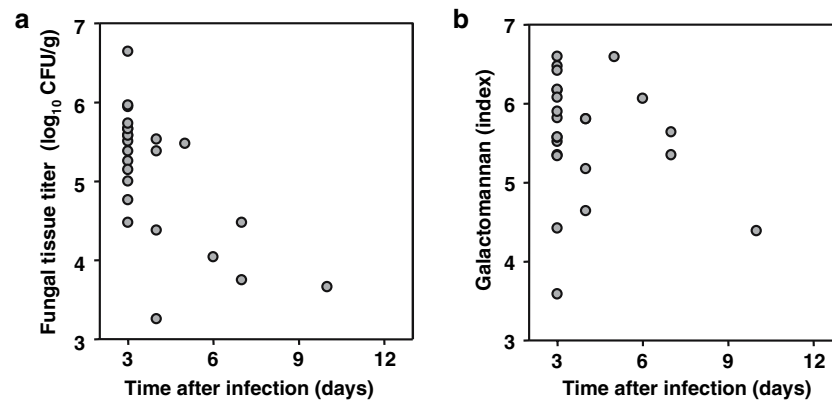 a
7
6
5
4
3
Fungal tissue titer (log10 CFU/g)
3 6 9 12
Time after infection (days)
b
7
6
5
4
3
Galactomannan (index)
3 6 9 12
Time after infection (days)